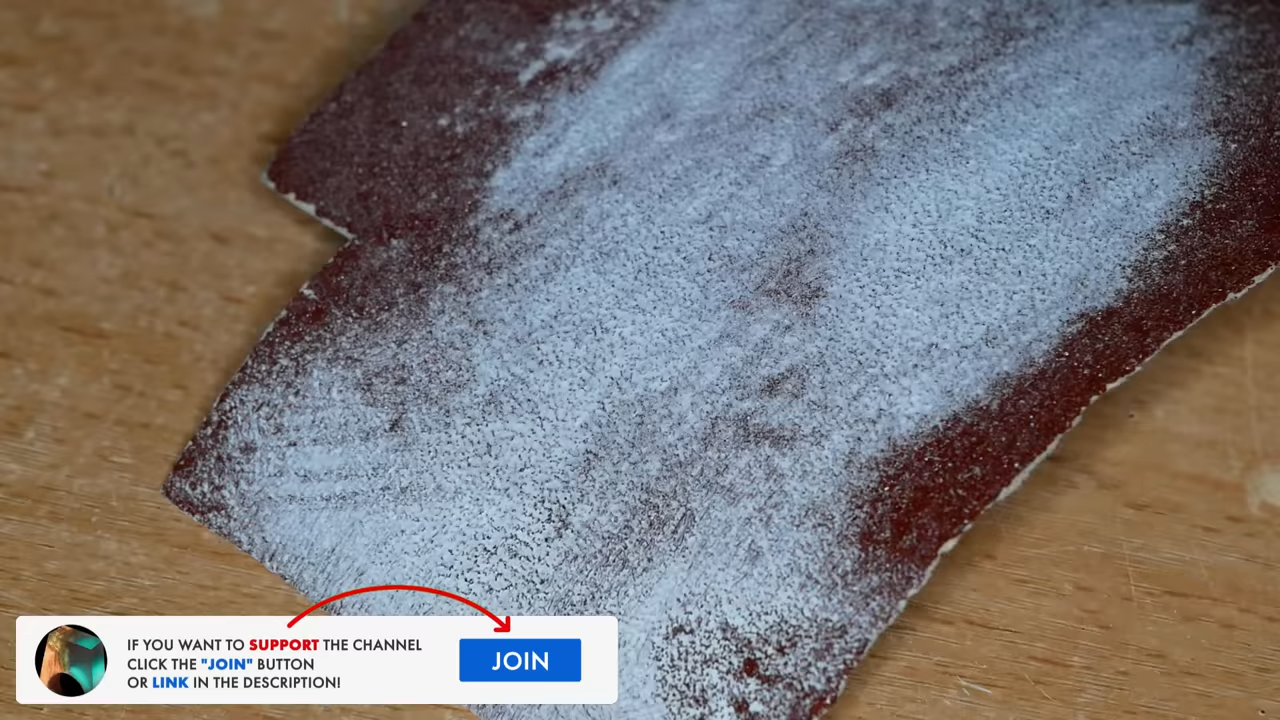 IF YOU WANT TO SUPPORT THE CHANNEL
CLICK THE "JOIN" BUTTON
OR LINK IN THE DESCRIPTION!
JOIN